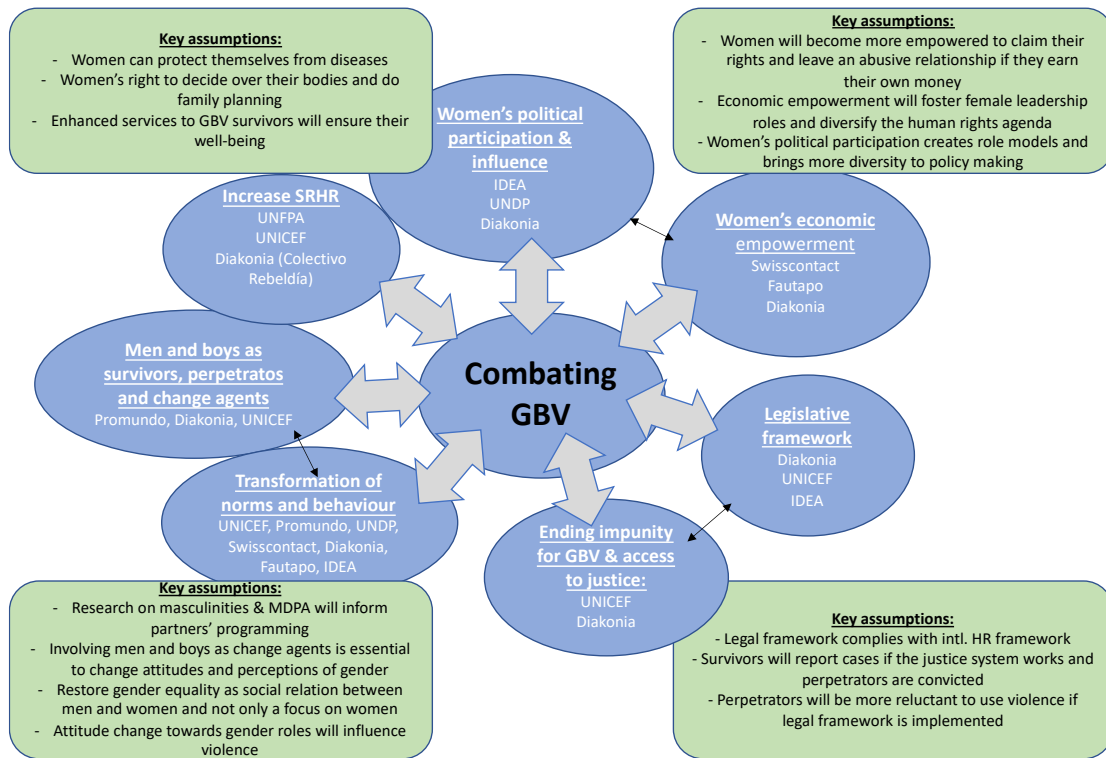 Key assumptions:
- Women can protect themselves from diseases
- Women's right to decide over their bodies and do
family planning
- Enhanced services to GBV survivors will ensure their
well-being
Key assumptions:
- Women will become more empowered to claim their
rights and leave an abusive relationship if they earn
their own money
- Economic empowerment will foster female leadership
roles and diversify the human rights agenda
- Women's political participation creates role models and
brings more diversity to policy making
Women's political
participation &
influence
IDEA
UNDP
Diakonia
Increase SRHR
UNFPA
UNICEF
Diakonia (Colectivo
Rebeldía)
Women's economic
empowerment
Swisscontact
Fautapo
Diakonia
Men and boys as
survivors, perpetratos
and change agents
Promundo, Diakonia, UNICEF
Combating
GBV
Legislative
framework
Diakonia
UNICEF
IDEA
Transformation of
norms and behaviour
UNICEF, Promundo, UNDP,
Swisscontact, Diakonia,
Fautapo, IDEA
Ending impunity
for GBV & access
to justice:
UNICEF
Diakonia
Key assumptions:
- Research on masculinities & MDPA will inform
partners' programming
- Involving men and boys as change agents is essential
to change attitudes and perceptions of gender
- Restore gender equality as social relation between
men and women and not only a focus on women
- Attitude change towards gender roles will influence
violence
Key assumptions:
- Legal framework complies with intl. HR framework
- Survivors will report cases if the justice system works and
perpetrators are convicted
- Perpetrators will be more reluctant to use violence if
legal framework is implemented